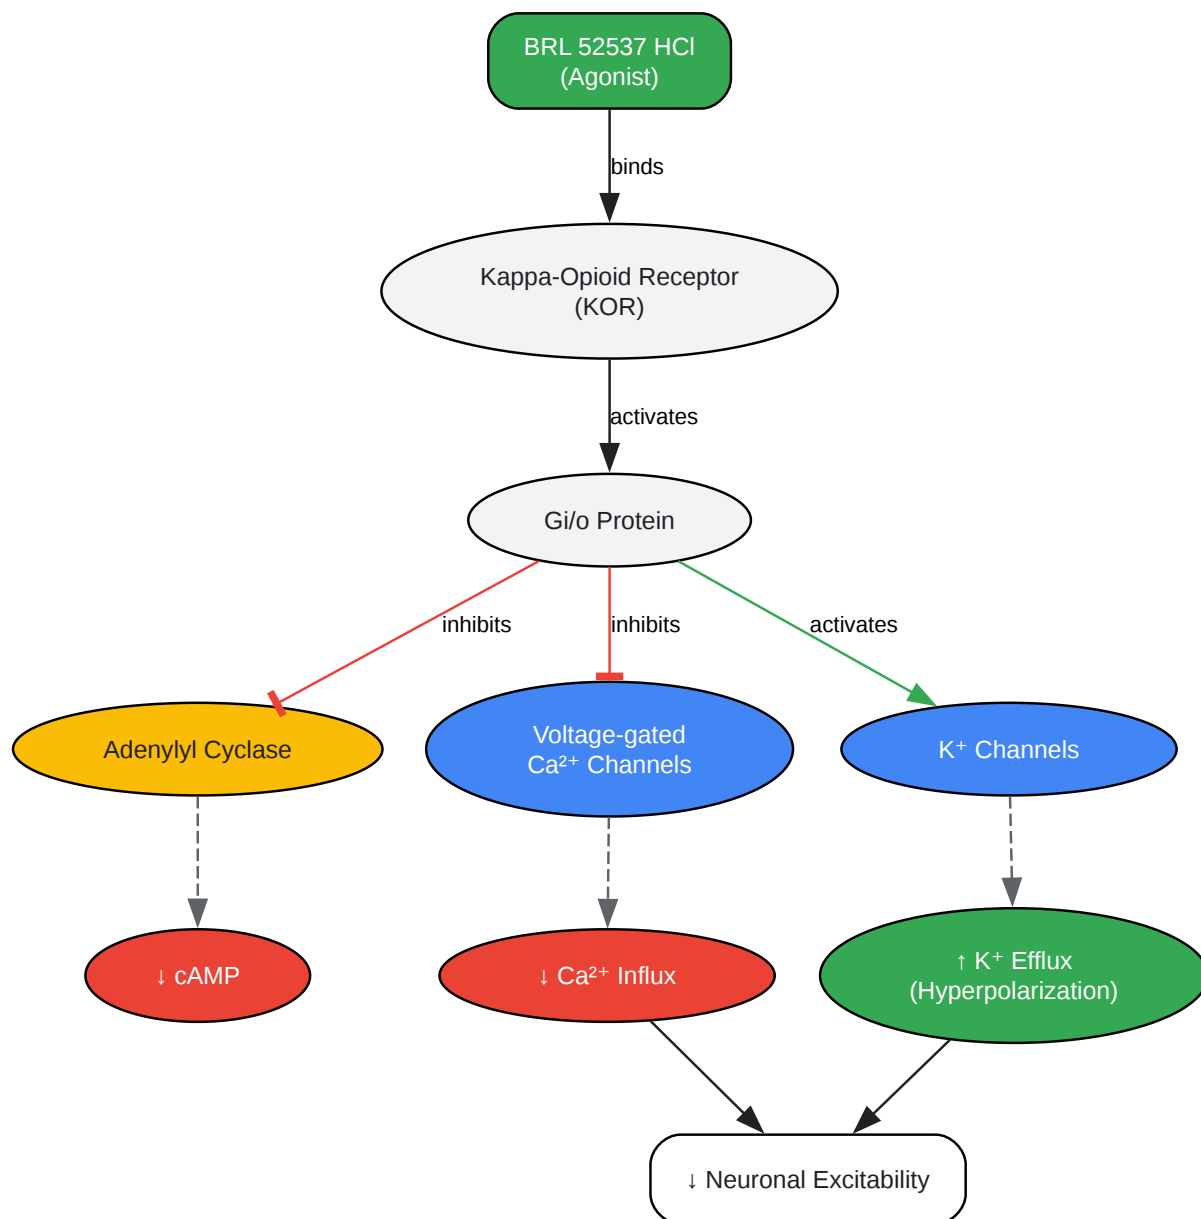 BRL 52537 HCl
(Agonist)
binds
Kappa-Opioid Receptor
(KOR)
activates
Gi/o Protein
inhibits
inhibits
activates
Adenylyl Cyclase
Voltage-gated
Ca²⁺ Channels
K⁺ Channels
↓ cAMP
↓ Ca²⁺ Influx
↑ K⁺ Efflux
(Hyperpolarization)
↓ Neuronal Excitability